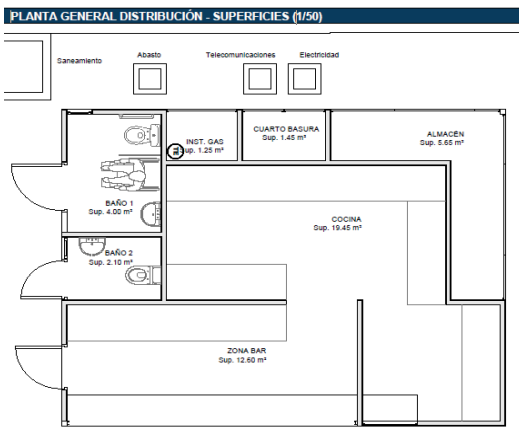 PLANTA GENERAL DISTRIBUCIÓN - SUPERFICIES (1/50)
Saneamiento
Abasto
Telecomunicaciones
Electricidad
INST. GAS
Sup. 1.25 m²
CUARTO BASURA
Sup. 1.45 m²
ALMACÉN
Sup. 5.65 m²
BAÑO 1
Sup. 4.00 m²
COCINA
Sup. 19.45 m²
BAÑO 2
Sup. 2.10 m²
ZONA BAR
Sup. 12.60 m²